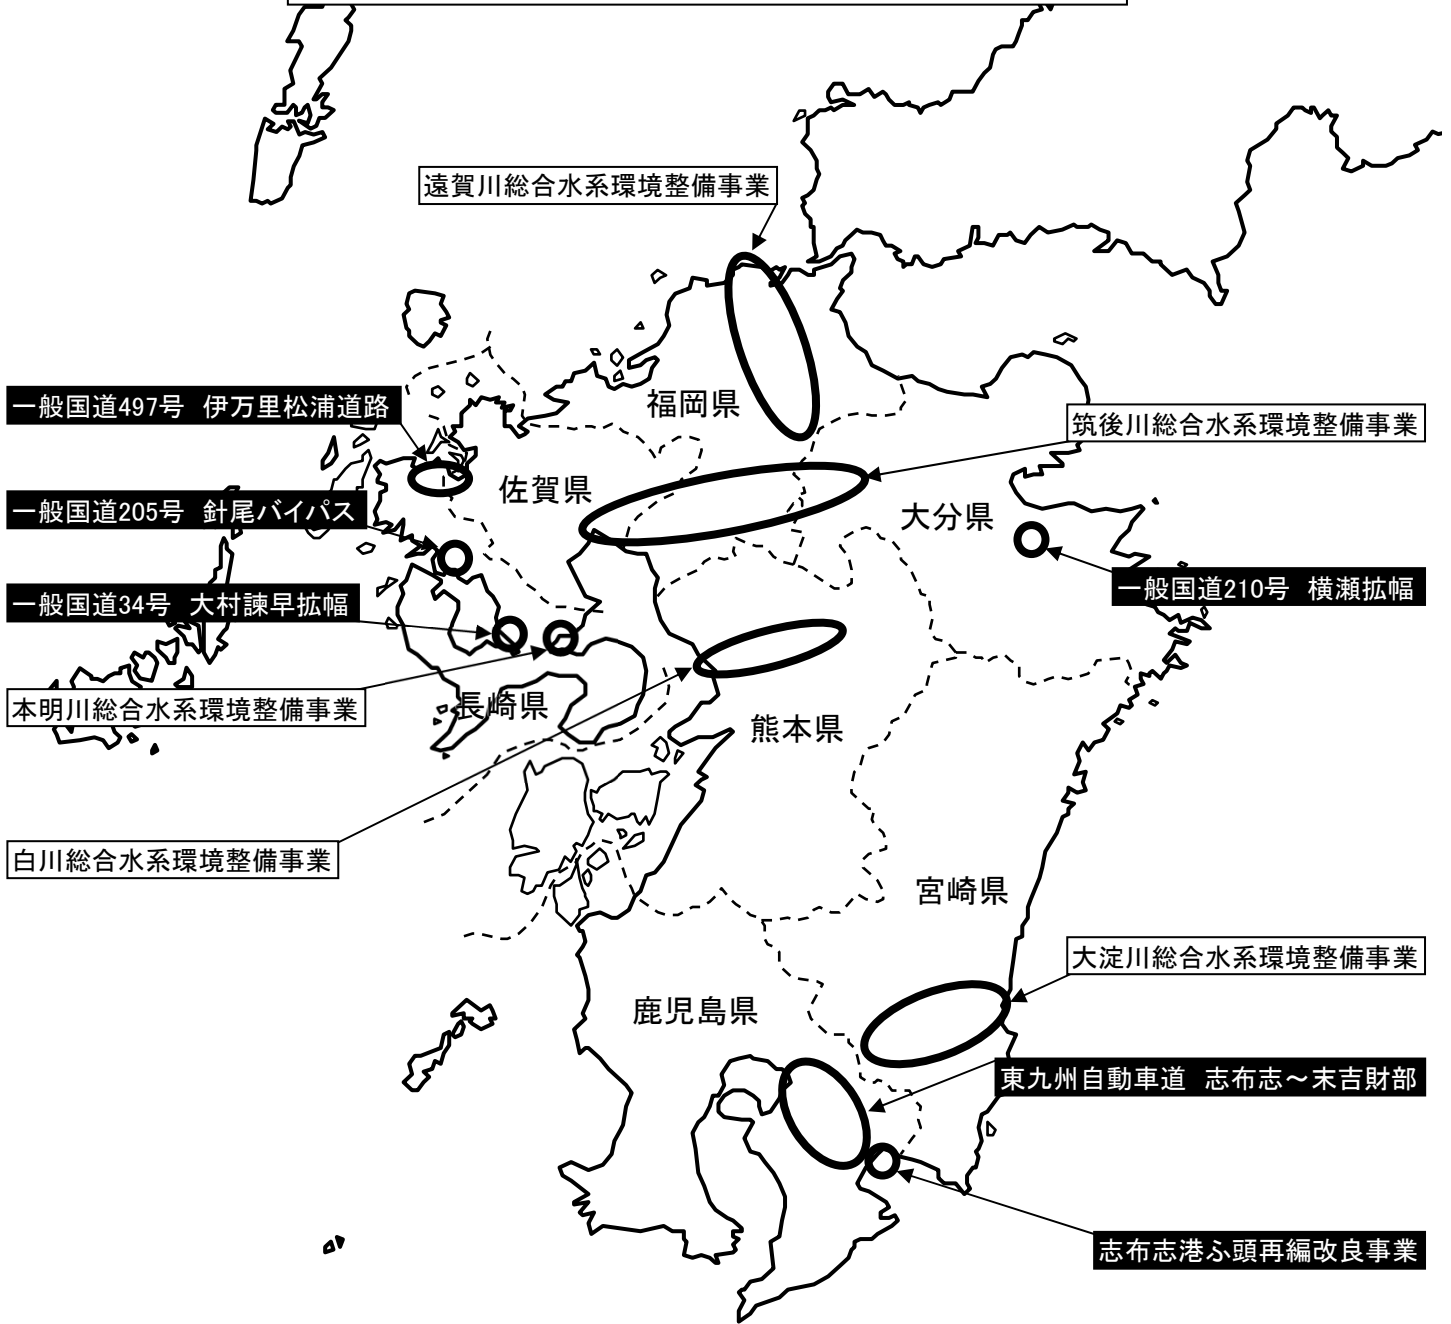 遠賀川総合水系環境整備事業
一般国道497号 伊万里松浦道路
福岡県
筑後川総合水系環境整備事業
佐賀県
一般国道205号 針尾バイパス
大分県
一般国道210号 横瀬拡幅
一般国道34号 大村諫早拡幅
本明川総合水系環境整備事業
長崎県
熊本県
白川総合水系環境整備事業
宮崎県
大淀川総合水系環境整備事業
鹿児島県
東九州自動車道 志布志～末吉財部
志布志港ふ頭再編改良事業